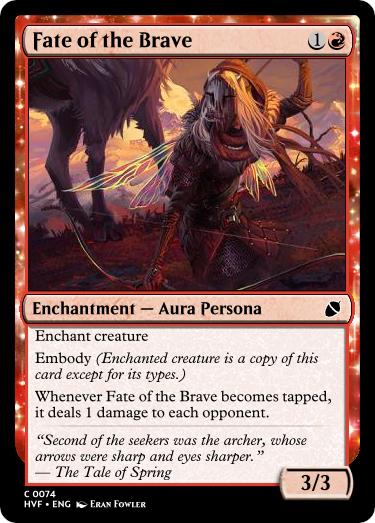 Fate of the Brave
1
Enchantment — Aura Persona
Enchant creature
Embody (Enchanted creature is a copy of this
card except for its types.)
Whenever Fate of the Brave becomes tapped,
it deals 1 damage to each opponent.
“Second of the seekers was the archer, whose
arrows were sharp and eyes sharper.”
— The Tale of Spring
3/3
C 0074
HVF • ENG Eran Fowler